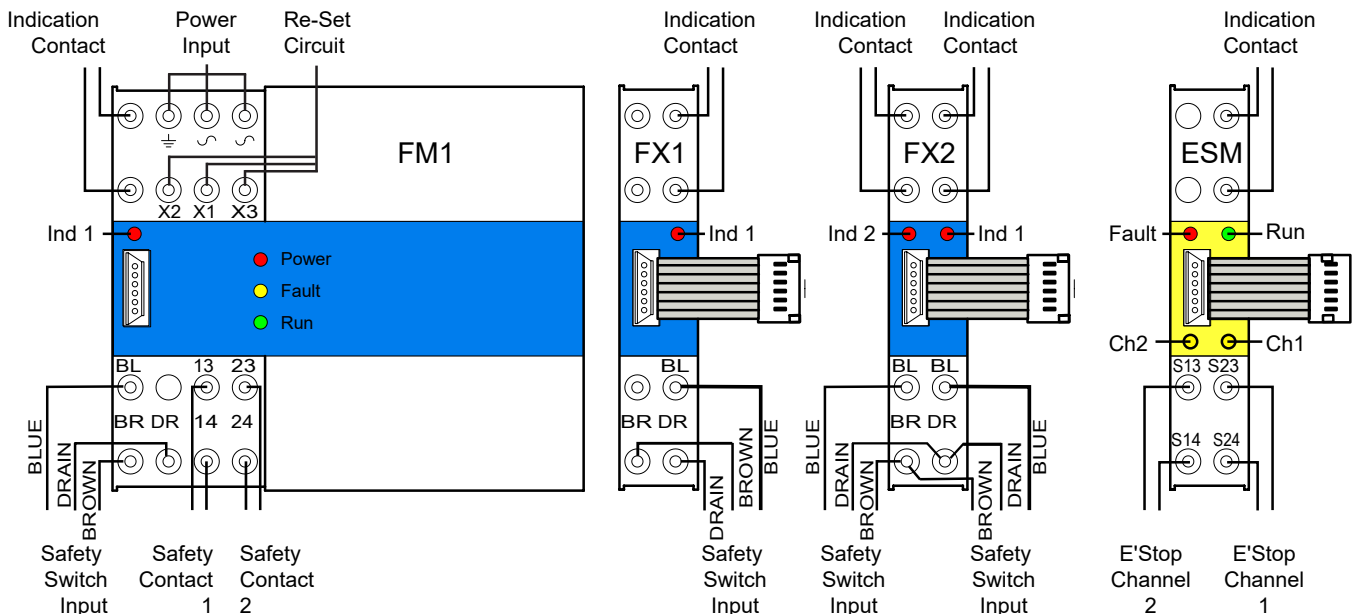 Indication
Contact
Power
Input
Re-Set
Circuit
Indication
Contact
Indication
Contact
Indication
Contact
Indication
Contact
FM1
FX1
FX2
ESM
X2 X1 X3
Ind 1
Power
Fault
Run
Ind 1
Ind 2
Ind 1
Fault
Run
Ch2
Ch1
BL
13 23
BR DR 14 24
BL
BR DR
BL BL
BR DR
S13 S23
S14 S24
BLUE
DRAIN
BROWN
DRAIN
BROWN
BLUE
BLUE
DRAIN
BROWN
BROWN
DRAIN
BLUE
Safety
Switch
Input
Safety
Contact
1
Safety
Contact
2
Safety
Switch
Input
Safety
Switch
Input
Safety
Switch
Input
E'Stop
Channel
2
E'Stop
Channel
1